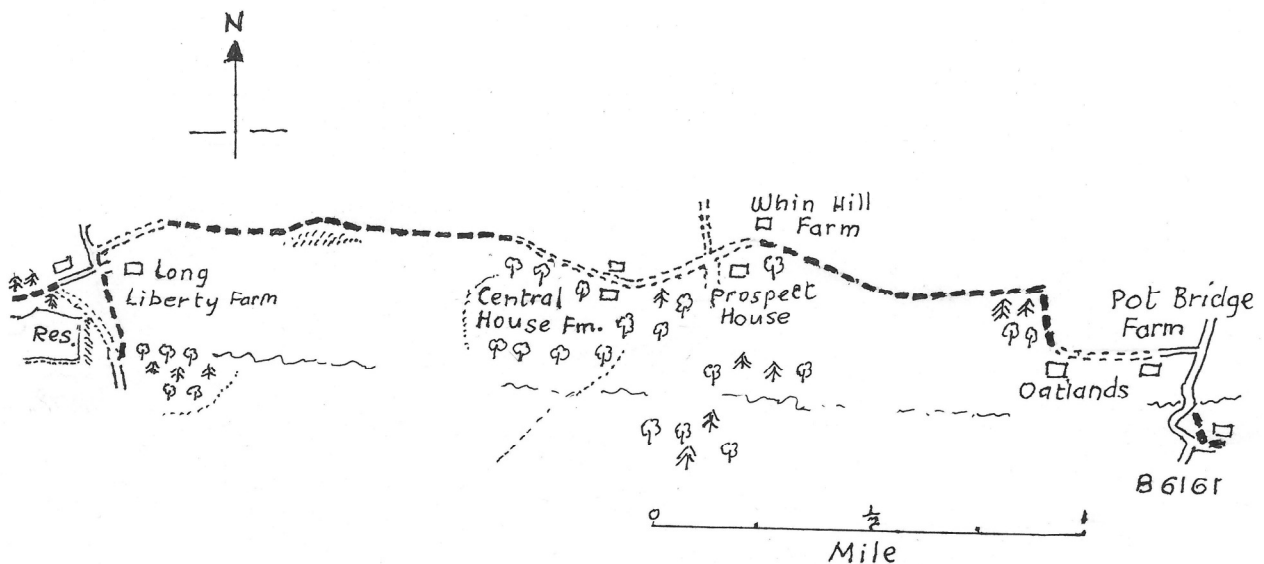 N
Whin Hill
Farm
Long
Liberty Farm
Res.
Central
House Fm.
Prospect
House
Pot Bridge
Farm
Oatlands
B6161
0 ½
Mile